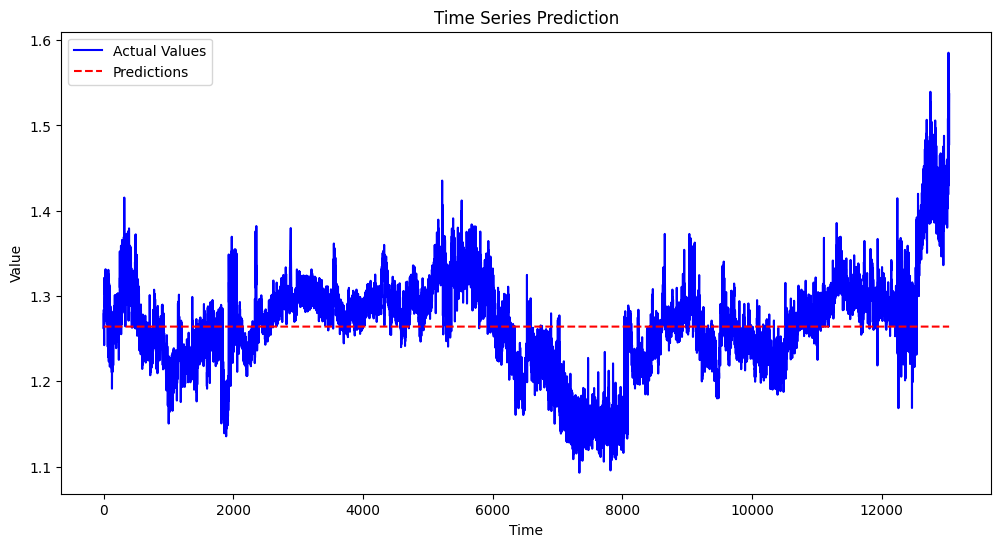 Time Series Prediction
Actual Values
Predictions
1.6
1.5
1.4
1.3
1.2
1.1
Value
0 2000 4000 6000 8000 10000 12000
Time